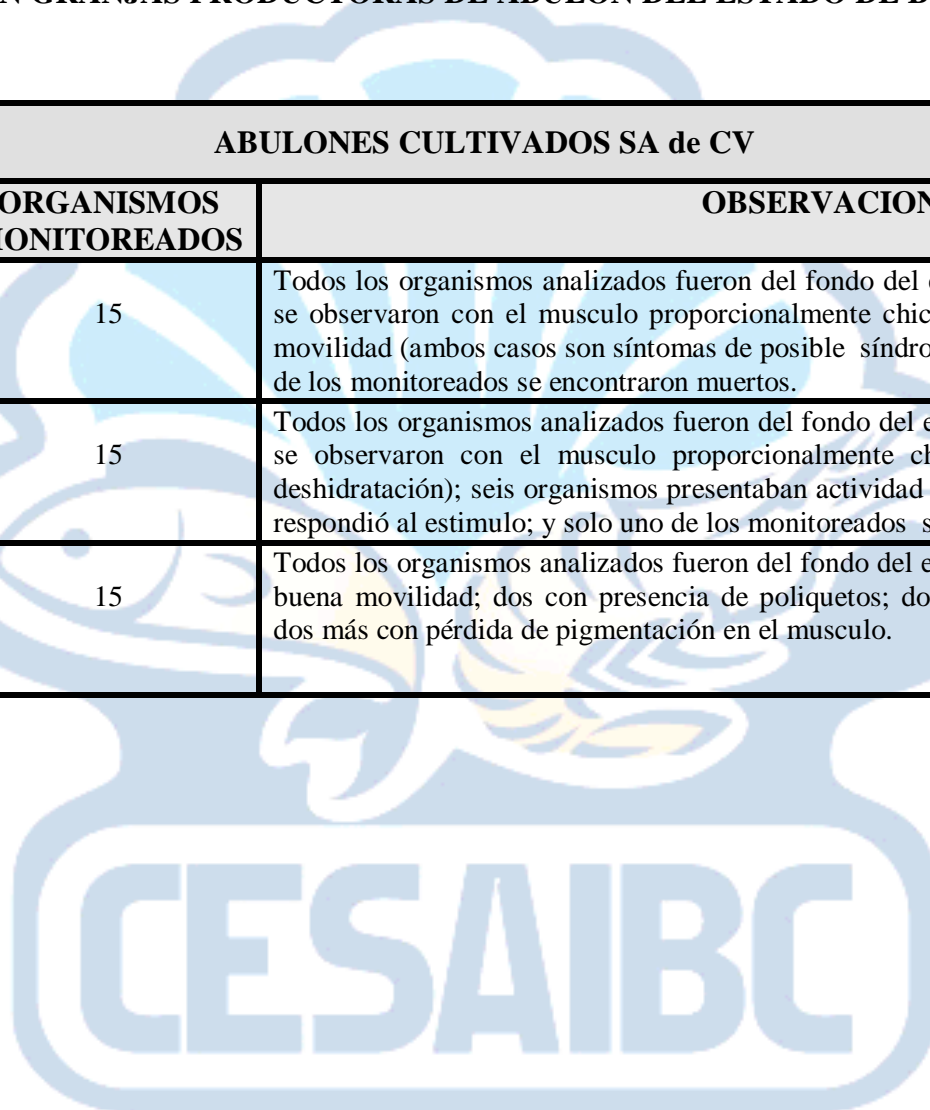 GRANJAS PRODUCTORAS DE ABULÓN DEL ESTADO DE
ABULONES CULTIVADOS SA de CV
ORGANISMOS
MONITOREADOS
OBSERVACION
15
Todos los organismos analizados fueron del fondo del
se observaron con el musculo proporcionalmente chic
movilidad (ambos casos son síntomas de posible síndro
de los monitoreados se encontraron muertos.
15
Todos los organismos analizados fueron del fondo del e
se observaron con el musculo proporcionalmente ch
deshidratación); seis organismos presentaban actividad
respondió al estimulo; y solo uno de los monitoreados s
15
Todos los organismos analizados fueron del fondo del e
buena movilidad; dos con presencia de poliquetos; do
dos más con pérdida de pigmentación en el musculo.
CESAIBC